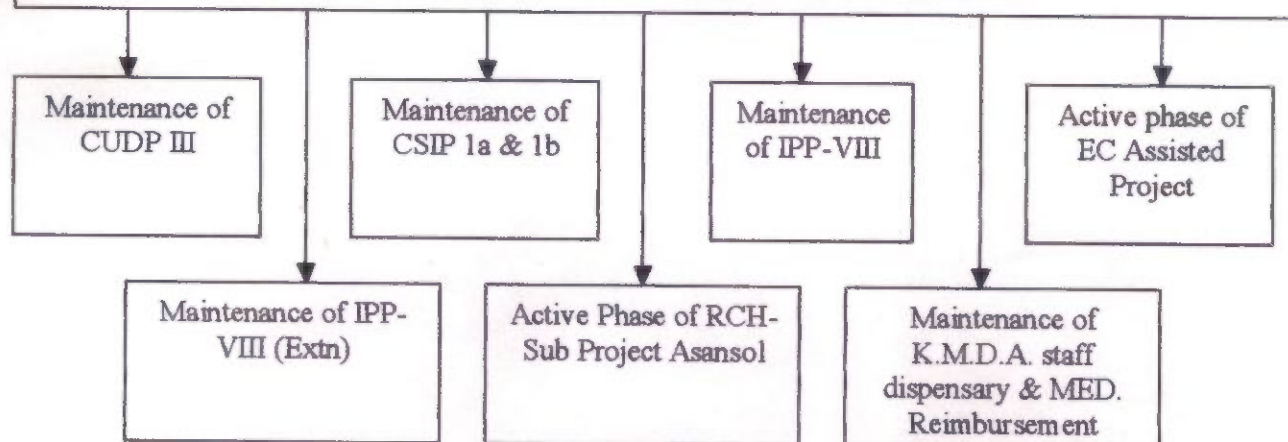 Maintenance of
CUDP III
Maintenance of
CSIP 1a & 1b
Maintenance
of IPP-VIII
Active phase of
EC Assisted
Project
Maintenance of IPP-
VIII (Extn)
Active Phase of RCH-
Sub Project Asansol
Maintenance of
K.M.D.A. staff
dispensary & MED.
Reimbursement